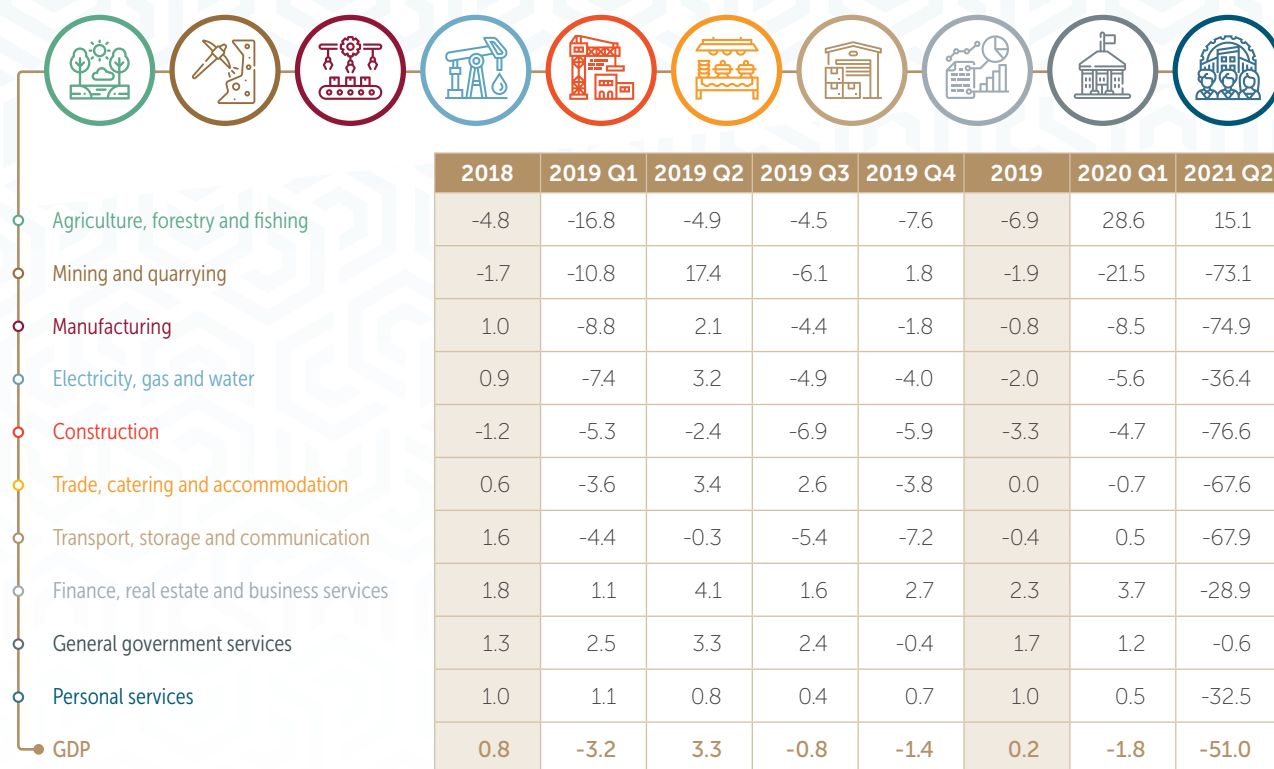 2018 2019 Q1 2019 Q2 2019 Q3 2019 Q4 2019 2020 Q1 2021 Q2
Agriculture, forestry and fishing -4.8 -16.8 -4.9 -4.5 -7.6 -6.9 28.6 15.1
Mining and quarrying -1.7 -10.8 17.4 -6.1 1.8 -1.9 -21.5 -73.1
Manufacturing 1.0 -8.8 2.1 -4.4 -1.8 -0.8 -8.5 -74.9
Electricity, gas and water 0.9 -7.4 3.2 -4.9 -4.0 -2.0 -5.6 -36.4
Construction -1.2 -5.3 -2.4 -6.9 -5.9 -3.3 -4.7 -76.6
Trade, catering and accommodation 0.6 -3.6 3.4 2.6 -3.8 0.0 -0.7 -67.6
Transport, storage and communication 1.6 -4.4 -0.3 -5.4 -7.2 -0.4 0.5 -67.9
Finance, real estate and business services 1.8 1.1 4.1 1.6 2.7 2.3 3.7 -28.9
General government services 1.3 2.5 3.3 2.4 -0.4 1.7 1.2 -0.6
Personal services 1.0 1.1 0.8 0.4 0.7 1.0 0.5 -32.5
GDP 0.8 -3.2 3.3 -0.8 -1.4 0.2 -1.8 -51.0